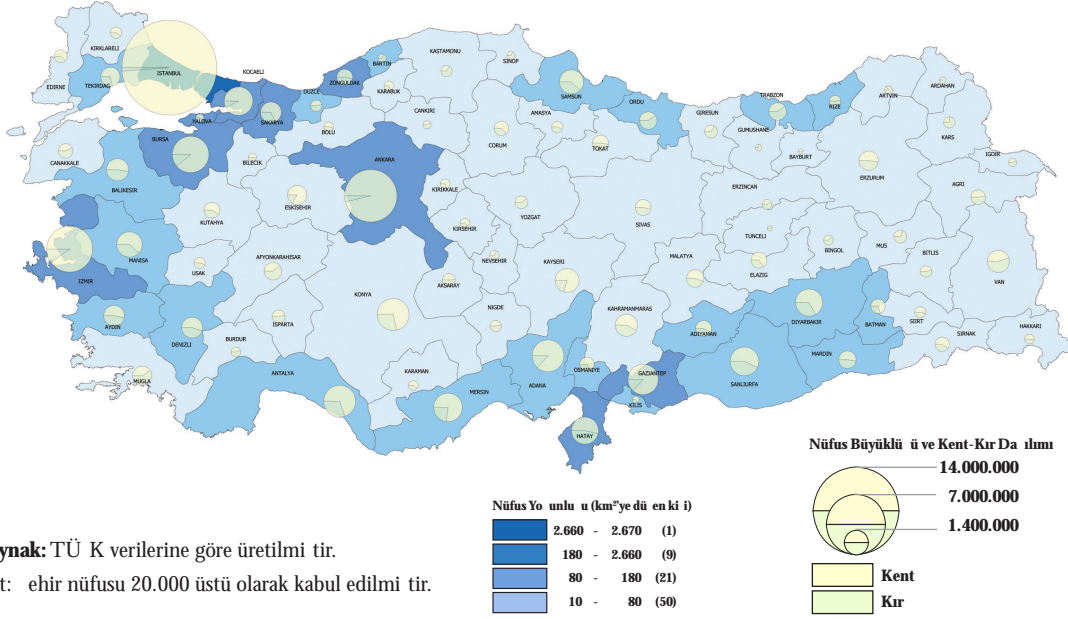 KIRKLARELİ
EDIRNE
TEKIRDAG
ISTANBUL
KOCAELİ
YALOVA
SAKARYA
DUZCE
ZONGULDAK
BARTIN
KARABUK
KASTAMONU
SINOP
CANKIRI
BOLU
SAMSUN
ORDU
AMASYA
CORUM
TOKAT
GIRESUN
TRABZON
GUMUSHANE
RIZE
BAYBURT
ARTVIN
ARDAHAN
KARS
IGDIR
CANAKKALE
BURSA
BILECIK
BALIKESIR
ESKISEHIR
ANKARA
KIRIKKALE
YOZGAT
SIVAS
ERZINCAN
ERZURUM
AGRI
KUTAHYA
KIRSEHIR
NEVSEHIR
KAYSERI
TUNCELI
BINGOL
MUS
BITLIS
VAN
MANISA
IZMIR
USAK
AFYONKARAHISAR
KONYA
AKSARAY
NIGDE
MALATYA
ELAZIG
KAHRAMANMARAS
DIYARBAKIR
BATMAN
SIIRT
SIRNAK
HAKKARI
AYDIN
DENIZLI
BURDUR
ISPARTA
MUGLA
ANTALYA
KARAMAN
MERSIN
ADANA
OSMANIYE
GAZIANTEP
KILIS
HATAY
ADIYAMAN
SANLIURFA
MARDIN
Nüfus Büyüklü ü ve Kent-Kır Da ılımı
14.000.000
7.000.000
1.400.000
Kent
Kır
Nüfus Yo unlu u (km²'ye dü en ki i)
2.660 - 2.670 (1)
180 - 2.660 (9)
80 - 180 (21)
10 - 80 (50)
ynak: TÜ K verilerine göre üretilmi tir.
t: ehir nüfusu 20.000 üstü olarak kabul edilmi tir.